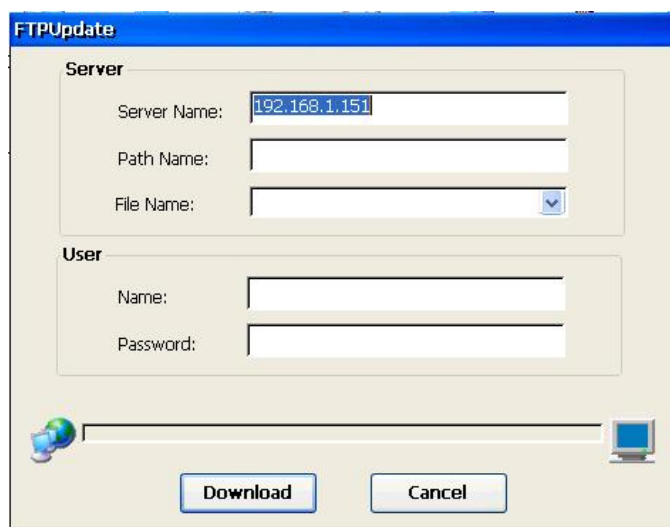 FTPUpdate
Server
Server Name: 192.168.1.151
Path Name:
File Name:
User
Name:
Password:
Download Cancel